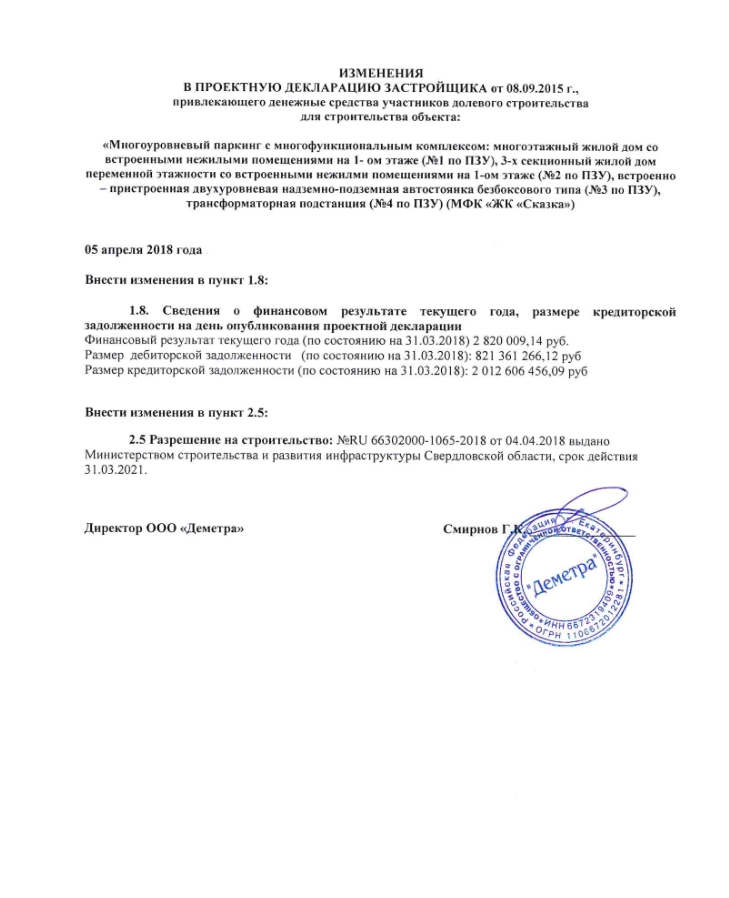 ИЗМЕНЕНИЯ
В ПРОЕКТНУЮ ДЕКЛАРАЦИЮ ЗАСТРОЙЩИКА от 08.09.2015 г.,
привлекающего денежные средства участников долевого строительства
для строительства объекта:
«Многоуровневый паркинг с многофункциональным комплексом: многоэтажный жилой дом со
встроенными нежилыми помещениями на 1- ом этаже (№1 по ПЗУ), 3-х секционный жилой дом
переменной этажности со встроенными нежилми помещениями на 1-ом этаже (№2 по ПЗУ), встроенно
– пристроенная двухуровневая надземно-подземная автостоянка безбоксового типа (№3 по ПЗУ),
трансформаторная подстанция (№4 по ПЗУ) (МФК «ЖК «Сказка»)
05 апреля 2018 года
Внести изменения в пункт 1.8:
1.8. Сведения о финансовом результате текущего года, размере кредиторской
задолженности на день опубликования проектной декларации
Финансовый результат текущего года (по состоянию на 31.03.2018) 2 820 009,14 руб.
Размер дебиторской задолженности (по состоянию на 31.03.2018): 821 361 266,12 руб
Размер кредиторской задолженности (по состоянию на 31.03.2018): 2 012 606 456,09 руб
Внести изменения в пункт 2.5:
2.5 Разрешение на строительство: №RU 66302000-1065-2018 от 04.04.2018 выдано
Министерством строительства и развития инфраструктуры Свердловской области, срок действия
31.03.2021.
Директор ООО «Деметра» Смирнов Г.К.
Российская Федерация г. Екатеринбург
ОГРН 1106672012281
общество с ограниченной ответственностью
ИНН 6672319409
"Деметра"